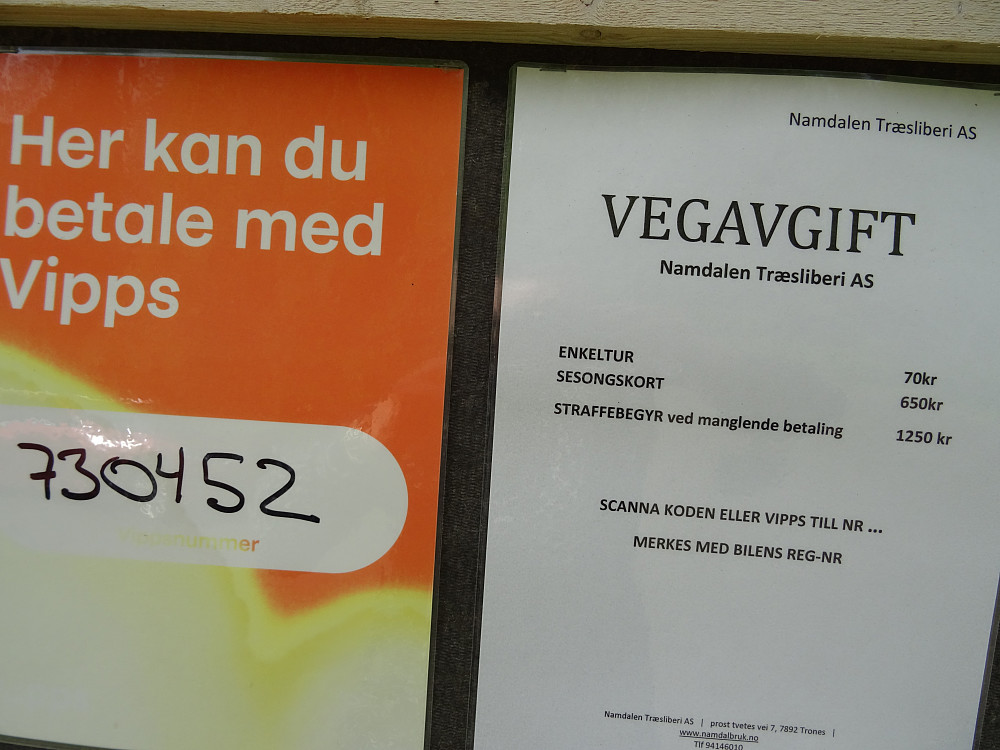 Her kan du
betale med
Vipps
730452
Namdalen Træsliberi AS
VEGAVGIFT
Namdalen Træsliberi AS
ENKELTUR 70kr
SESONGSKORT 650kr
STRAFFEBEGYR ved manglende betaling 1250 kr
SCANNA KODEN ELLER VIPPS TILL NR ...
MERKES MED BILENS REG-NR
Namdalen Træsliberi AS | prost tvetes vei 7, 7892 Trones |
www.namdalbruk.no
Tlf 94146010